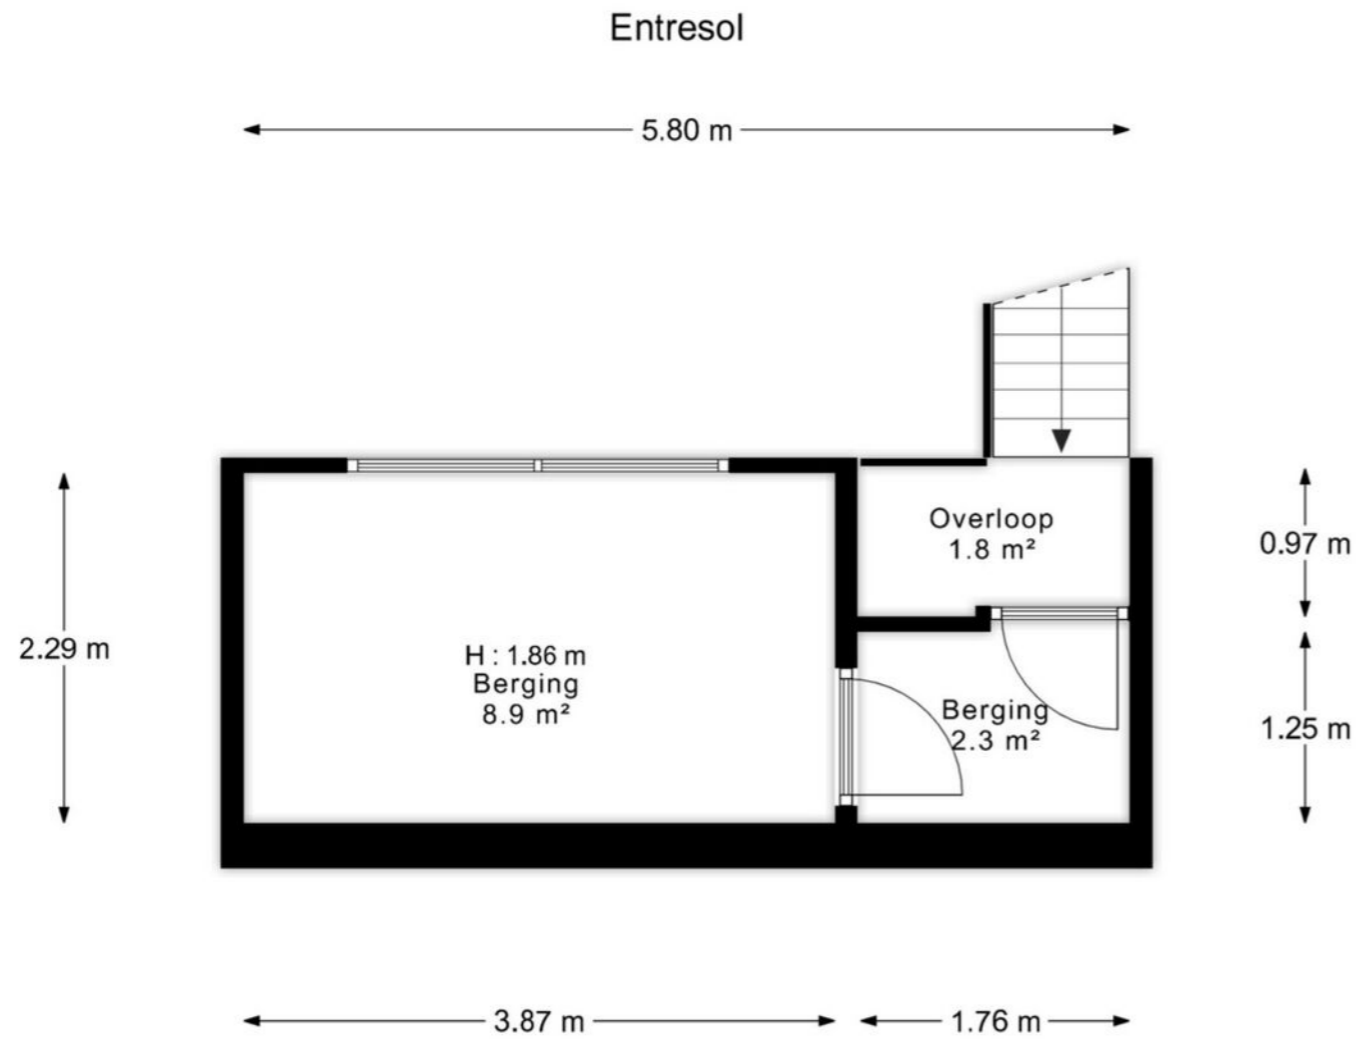 Entresol
5.80 m
Overloop
1.8 m²
0.97 m
2.29 m
H : 1.86 m
Berging
8.9 m²
Berging
2.3 m²
1.25 m
3.87 m
1.76 m